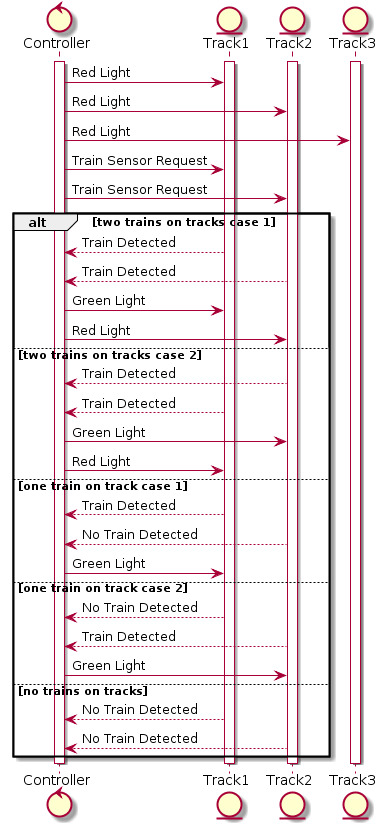 Controller Track1 Track2 Track3
Red Light
Red Light
Red Light
Train Sensor Request
Train Sensor Request
alt [two trains on tracks case 1]
Train Detected
Train Detected
Green Light
Red Light
[two trains on tracks case 2]
Train Detected
Train Detected
Green Light
Red Light
[one train on track case 1]
Train Detected
No Train Detected
Green Light
[one train on track case 2]
No Train Detected
Train Detected
Green Light
[no trains on tracks]
No Train Detected
No Train Detected
Controller Track1 Track2 Track3